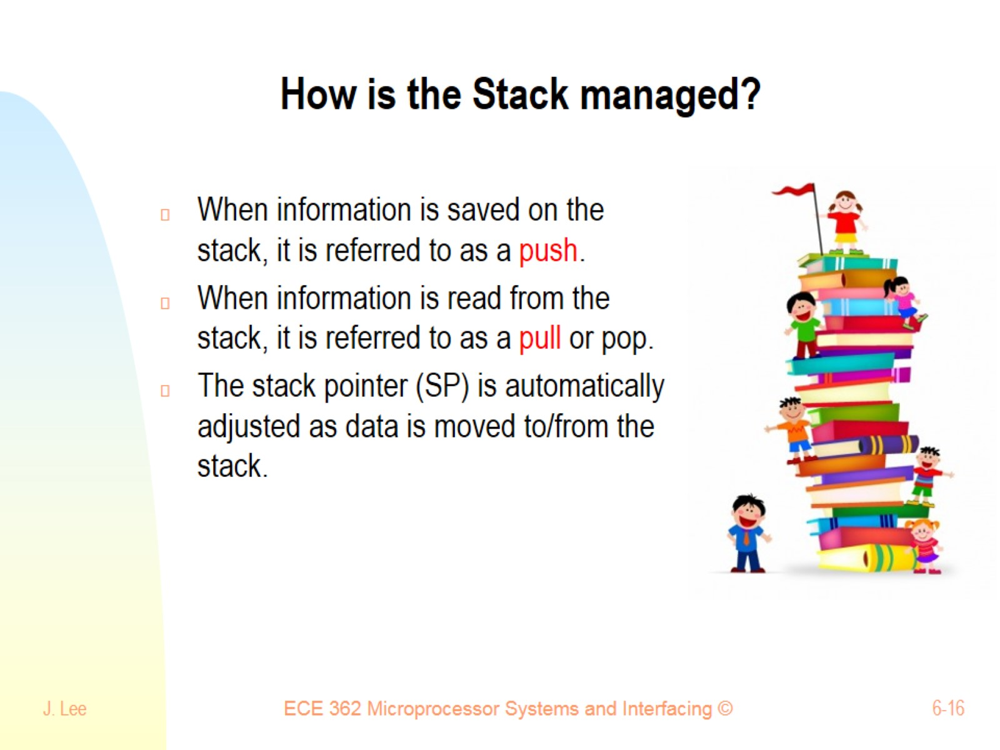 How is the Stack managed?
When information is saved on the
stack, it is referred to as a push.
When information is read from the
stack, it is referred to as a pull or pop.
The stack pointer (SP) is automatically
adjusted as data is moved to/from the
stack.
J. Lee
ECE 362 Microprocessor Systems and Interfacing ©
6-16